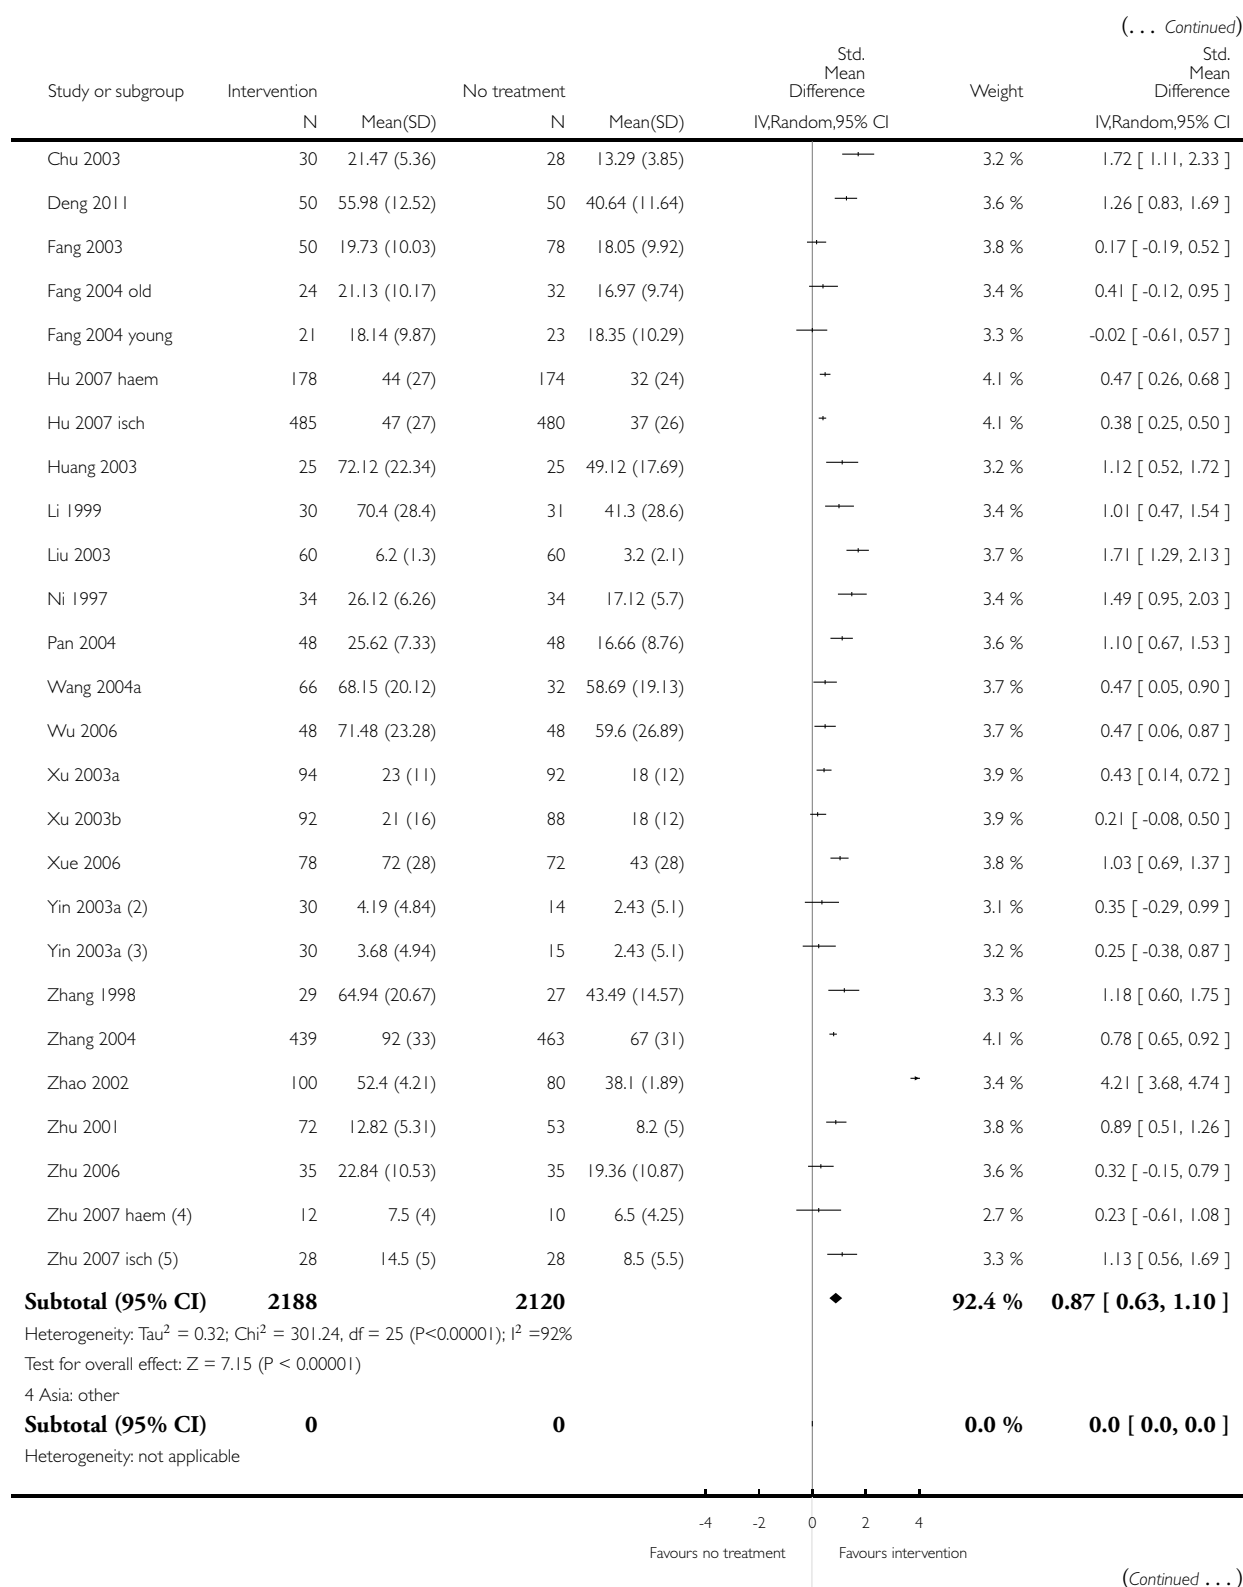 (... Continued)
Study or subgroup Intervention No treatment Std. Mean Difference Weight Std. Mean Difference
N Mean(SD) N Mean(SD) IV,Random,95% CI IV,Random,95% CI
Chu 2003 30 21.47 (5.36) 28 13.29 (3.85) 3.2 % 1.72 [ 1.11, 2.33 ]
Deng 2011 50 55.98 (12.52) 50 40.64 (11.64) 3.6 % 1.26 [ 0.83, 1.69 ]
Fang 2003 50 19.73 (10.03) 78 18.05 (9.92) 3.8 % 0.17 [ -0.19, 0.52 ]
Fang 2004 old 24 21.13 (10.17) 32 16.97 (9.74) 3.4 % 0.41 [ -0.12, 0.95 ]
Fang 2004 young 21 18.14 (9.87) 23 18.35 (10.29) 3.3 % -0.02 [ -0.61, 0.57 ]
Hu 2007 haem 178 44 (27) 174 32 (24) 4.1 % 0.47 [ 0.26, 0.68 ]
Hu 2007 isch 485 47 (27) 480 37 (26) 4.1 % 0.38 [ 0.25, 0.50 ]
Huang 2003 25 72.12 (22.34) 25 49.12 (17.69) 3.2 % 1.12 [ 0.52, 1.72 ]
Li 1999 30 70.4 (28.4) 31 41.3 (28.6) 3.4 % 1.01 [ 0.47, 1.54 ]
Liu 2003 60 6.2 (1.3) 60 3.2 (2.1) 3.7 % 1.71 [ 1.29, 2.13 ]
Ni 1997 34 26.12 (6.26) 34 17.12 (5.7) 3.4 % 1.49 [ 0.95, 2.03 ]
Pan 2004 48 25.62 (7.33) 48 16.66 (8.76) 3.6 % 1.10 [ 0.67, 1.53 ]
Wang 2004a 66 68.15 (20.12) 32 58.69 (19.13) 3.7 % 0.47 [ 0.05, 0.90 ]
Wu 2006 48 71.48 (23.28) 48 59.6 (26.89) 3.7 % 0.47 [ 0.06, 0.87 ]
Xu 2003a 94 23 (11) 92 18 (12) 3.9 % 0.43 [ 0.14, 0.72 ]
Xu 2003b 92 21 (16) 88 18 (12) 3.9 % 0.21 [ -0.08, 0.50 ]
Xue 2006 78 72 (28) 72 43 (28) 3.8 % 1.03 [ 0.69, 1.37 ]
Yin 2003a (2) 30 4.19 (4.84) 14 2.43 (5.1) 3.1 % 0.35 [ -0.29, 0.99 ]
Yin 2003a (3) 30 3.68 (4.94) 15 2.43 (5.1) 3.2 % 0.25 [ -0.38, 0.87 ]
Zhang 1998 29 64.94 (20.67) 27 43.49 (14.57) 3.3 % 1.18 [ 0.60, 1.75 ]
Zhang 2004 439 92 (33) 463 67 (31) 4.1 % 0.78 [ 0.65, 0.92 ]
Zhao 2002 100 52.4 (4.21) 80 38.1 (1.89) 3.4 % 4.21 [ 3.68, 4.74 ]
Zhu 2001 72 12.82 (5.31) 53 8.2 (5) 3.8 % 0.89 [ 0.51, 1.26 ]
Zhu 2006 35 22.84 (10.53) 35 19.36 (10.87) 3.6 % 0.32 [ -0.15, 0.79 ]
Zhu 2007 haem (4) 12 7.5 (4) 10 6.5 (4.25) 2.7 % 0.23 [ -0.61, 1.08 ]
Zhu 2007 isch (5) 28 14.5 (5) 28 8.5 (5.5) 3.3 % 1.13 [ 0.56, 1.69 ]
Subtotal (95% CI) 2188 2120 92.4 % 0.87 [ 0.63, 1.10 ]
Heterogeneity: Tau² = 0.32; Chi² = 301.24, df = 25 (P<0.00001); I² =92%
Test for overall effect: Z = 7.15 (P < 0.00001)
4 Asia: other
Subtotal (95% CI) 0 0 0.0 % 0.0 [ 0.0, 0.0 ]
Heterogeneity: not applicable
-4 -2 0 2 4
Favours no treatment Favours intervention
(Continued ...)